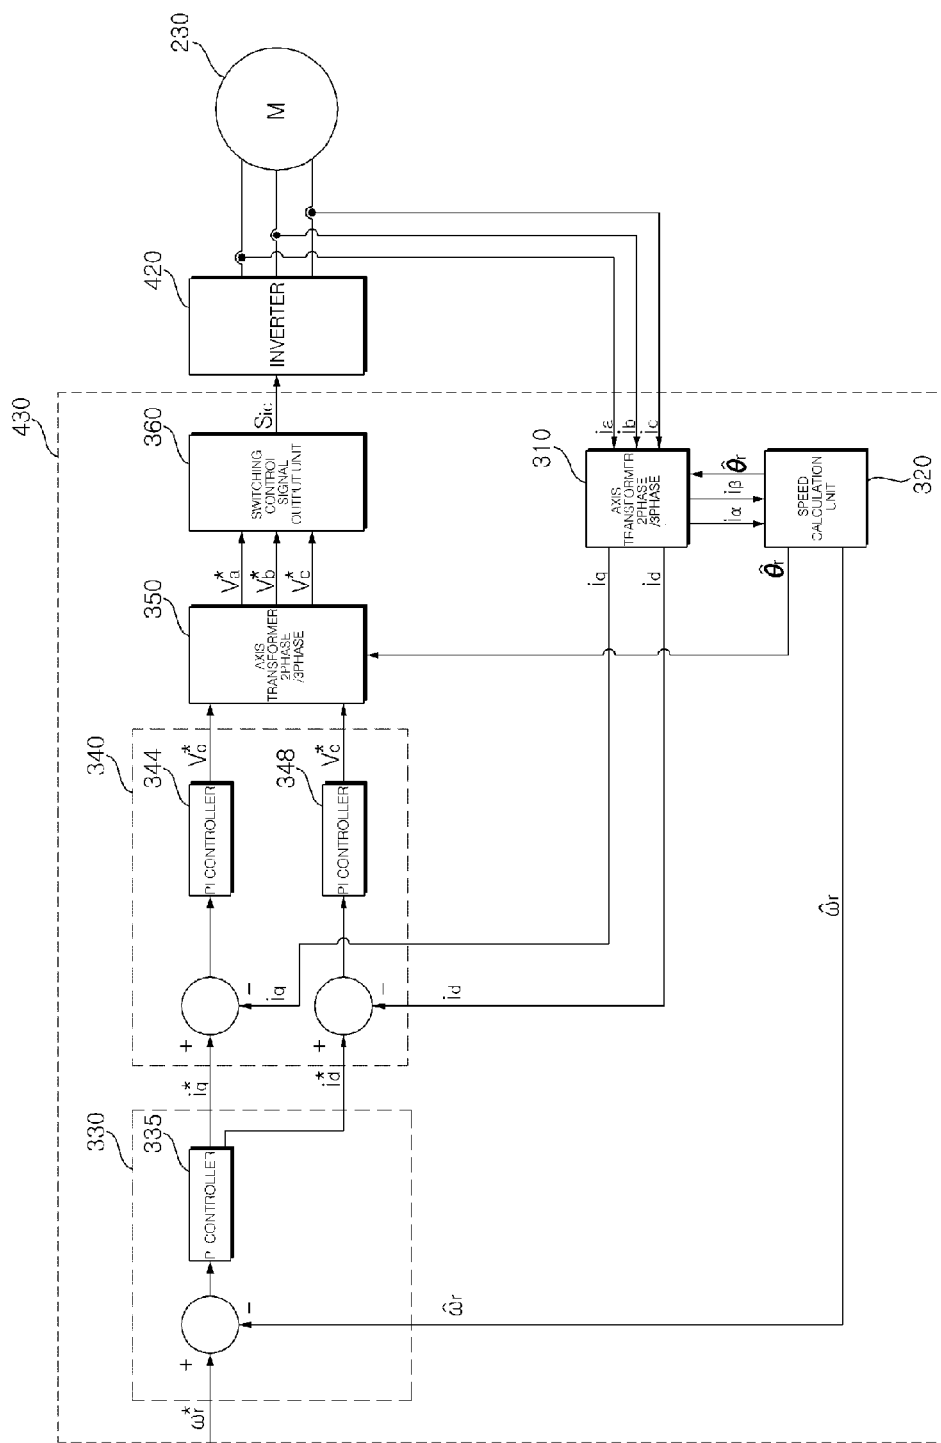 230
M
420
INVERTER
430
360
SWITCHING
CONTROL
SIGNAL
OUTPUT UNIT
Sic
310
AXIS
TRANSFORMER
2PHASE
/3PHASE
ia
ib
ic
320
SPEED
CALCULATION
UNIT
iα
iβ
θ̂r
θ̂r
iq
id
350
AXIS
TRANSFORMER
2PHASE
/3PHASE
V*a
V*b
V*c
340
344
PI CONTROLLER
V*d
348
PI CONTROLLER
V*c
+
-
iq
+
-
id
i*q
i*d
330
335
PI CONTROLLER
+
-
ω*r
ω̂r
ω̂r